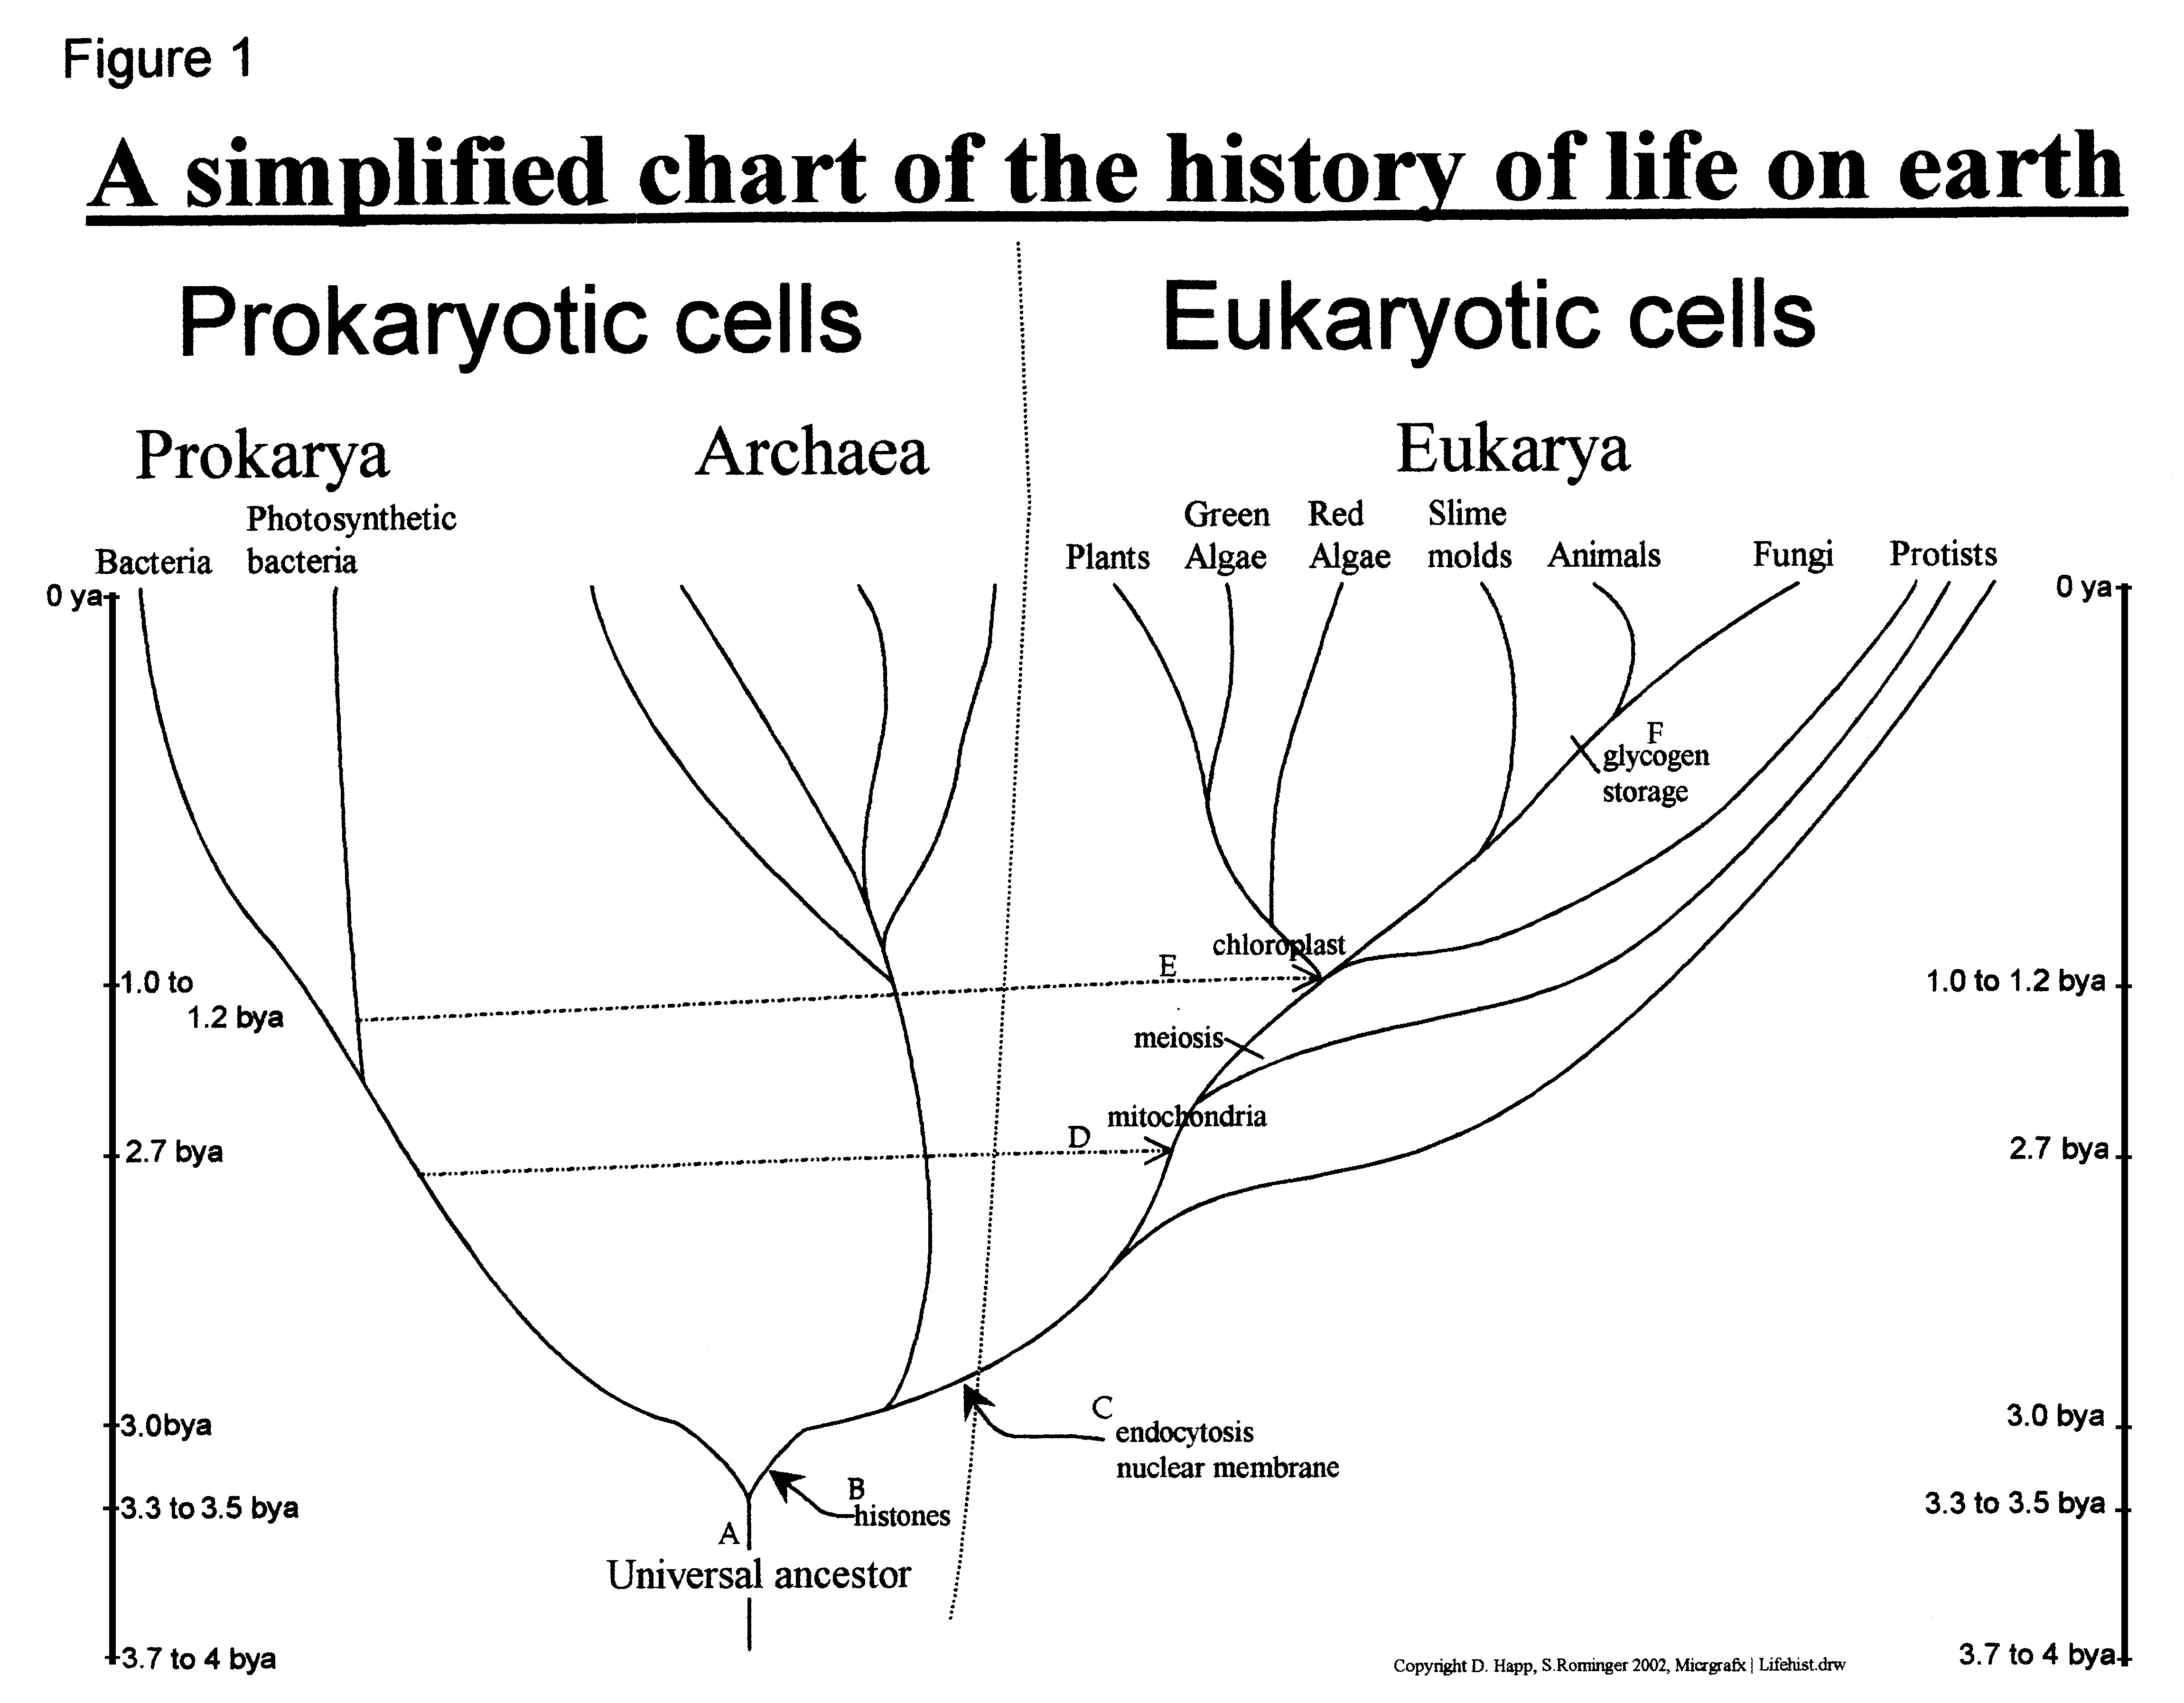 Figure 1
A simplified chart of the history of life on earth
Prokaryotic cells
Eukaryotic cells
Prokarya
Archaea
Eukarya
Bacteria
Photosynthetic
bacteria
Plants
Green
Algae
Red
Algae
Slime
molds
Animals
Fungi
Protists
0 ya
0 ya
F
glycogen
storage
chloroplast
E
1.0 to
1.2 bya
1.0 to 1.2 bya
meiosis
mitochondria
D
2.7 bya
2.7 bya
C
endocytosis
nuclear membrane
3.0bya
3.0 bya
B
histones
3.3 to 3.5 bya
3.3 to 3.5 bya
A
Universal ancestor
3.7 to 4 bya
3.7 to 4 bya
Copyright D. Happ, S.Rominger 2002, Micrgrafx | Lifehist.drw